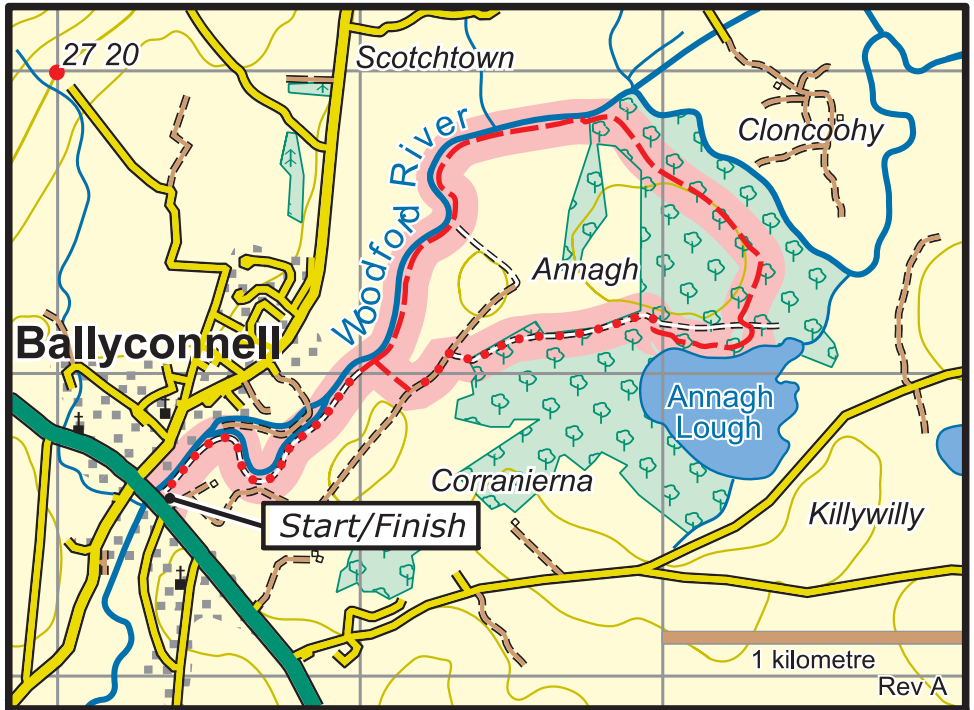 27 20
Scotchtown
Cloncoohy
Woodford River
Annagh
Ballyconnell
Annagh
Lough
Corranierna
Killywilly
Start/Finish
1 kilometre
Rev A